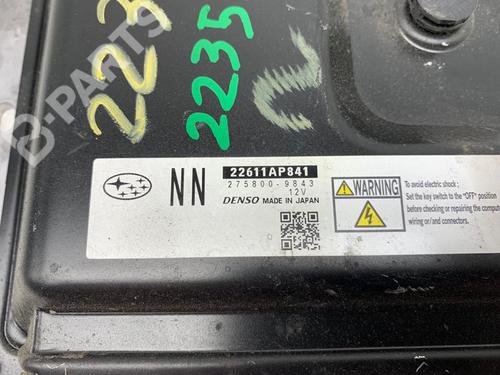 223
2235
B-PARTS
N
NN
22611AP841
275800-9843
12V
DENSO MADE IN JAPAN
WARNING
To avoid electric shock ;
Set the key switch to the "OFF" position
before checking or repairing the compute
wiring or/and connectors.